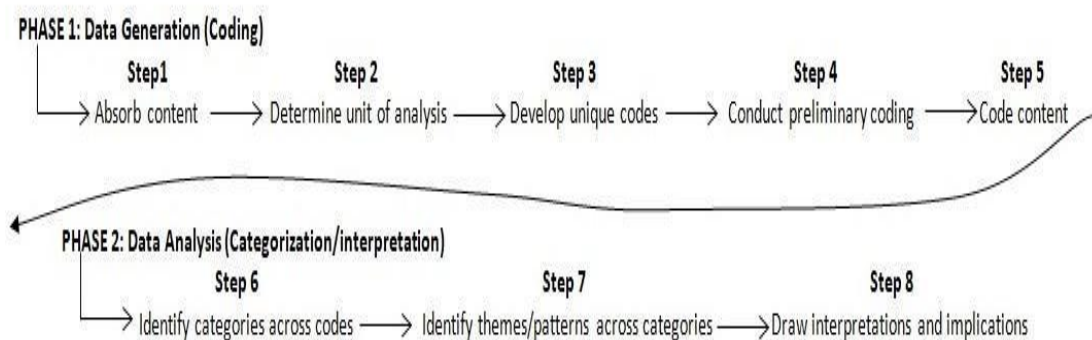 PHASE 1: Data Generation (Coding)
Step1 Step 2 Step 3 Step 4 Step 5
Absorb content Determine unit of analysis Develop unique codes Conduct preliminary coding Code content
PHASE 2: Data Analysis (Categorization/interpretation)
Step 6 Step 7 Step 8
Identify categories across codes Identify themes/patterns across categories Draw interpretations and implications